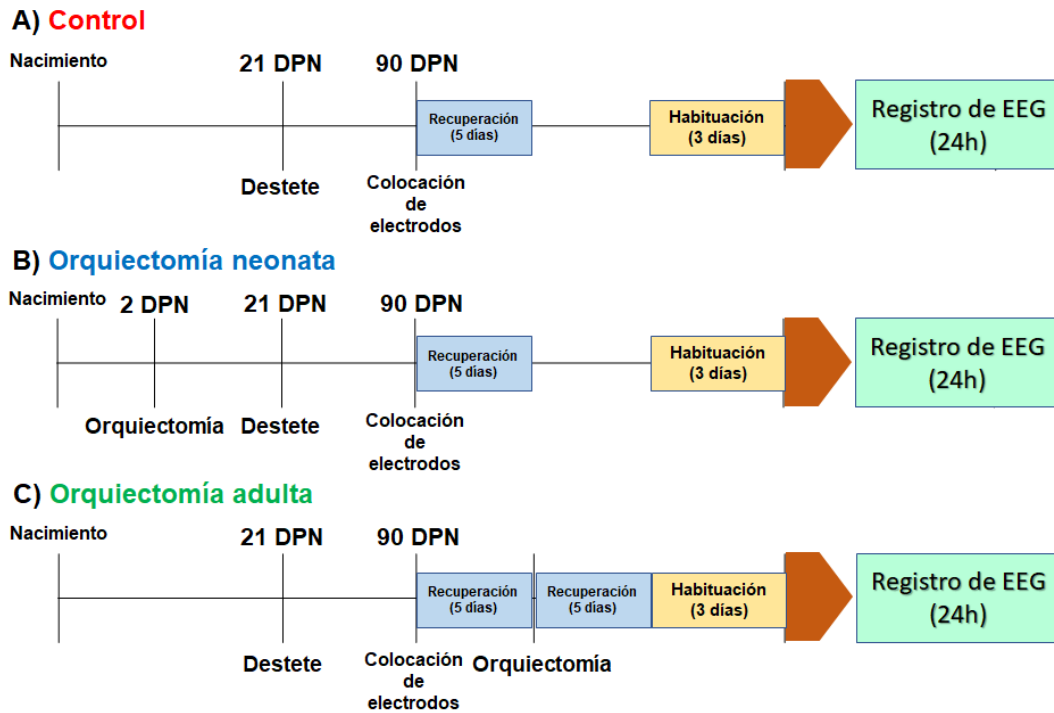 A) Control
Nacimiento
21 DPN
90 DPN
Recuperación
(5 días)
Habituación
(3 días)
Registro de EEG
(24h)
Destete
Colocación
de
electrodos
B) Orquiectomía neonata
Nacimiento
2 DPN
21 DPN
90 DPN
Recuperación
(5 días)
Habituación
(3 días)
Registro de EEG
(24h)
Orquiectomía
Destete
Colocación
de
electrodos
C) Orquiectomía adulta
Nacimiento
21 DPN
90 DPN
Recuperación
(5 días)
Recuperación
(5 días)
Habituación
(3 días)
Registro de EEG
(24h)
Destete
Colocación
de
electrodos
Orquiectomía